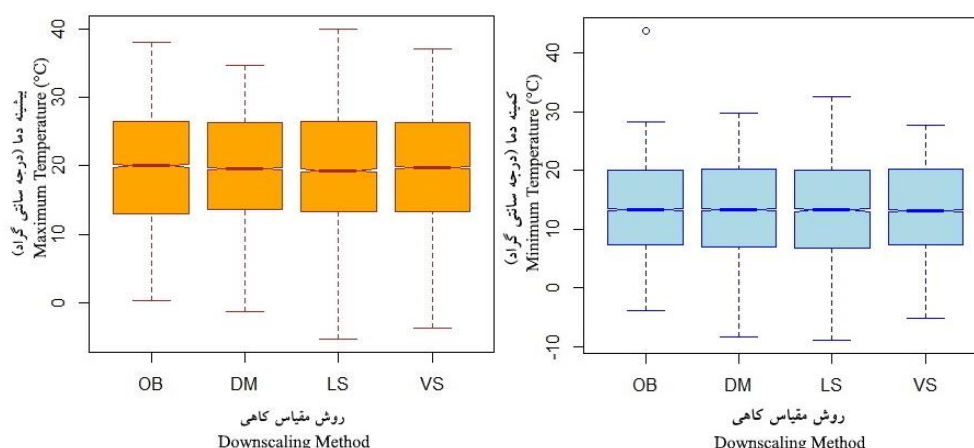 بیشینه دما (درجه سانتی گراد)
Maximum Temperature (°C)
40
30
20
10
0
OB DM LS VS
روش مقیاس کاهی
Downscaling Method
کمینه دما (درجه سانتی گراد)
Minimum Temperature (°C)
40
30
20
10
0
-10
OB DM LS VS
روش مقیاس کاهی
Downscaling Method